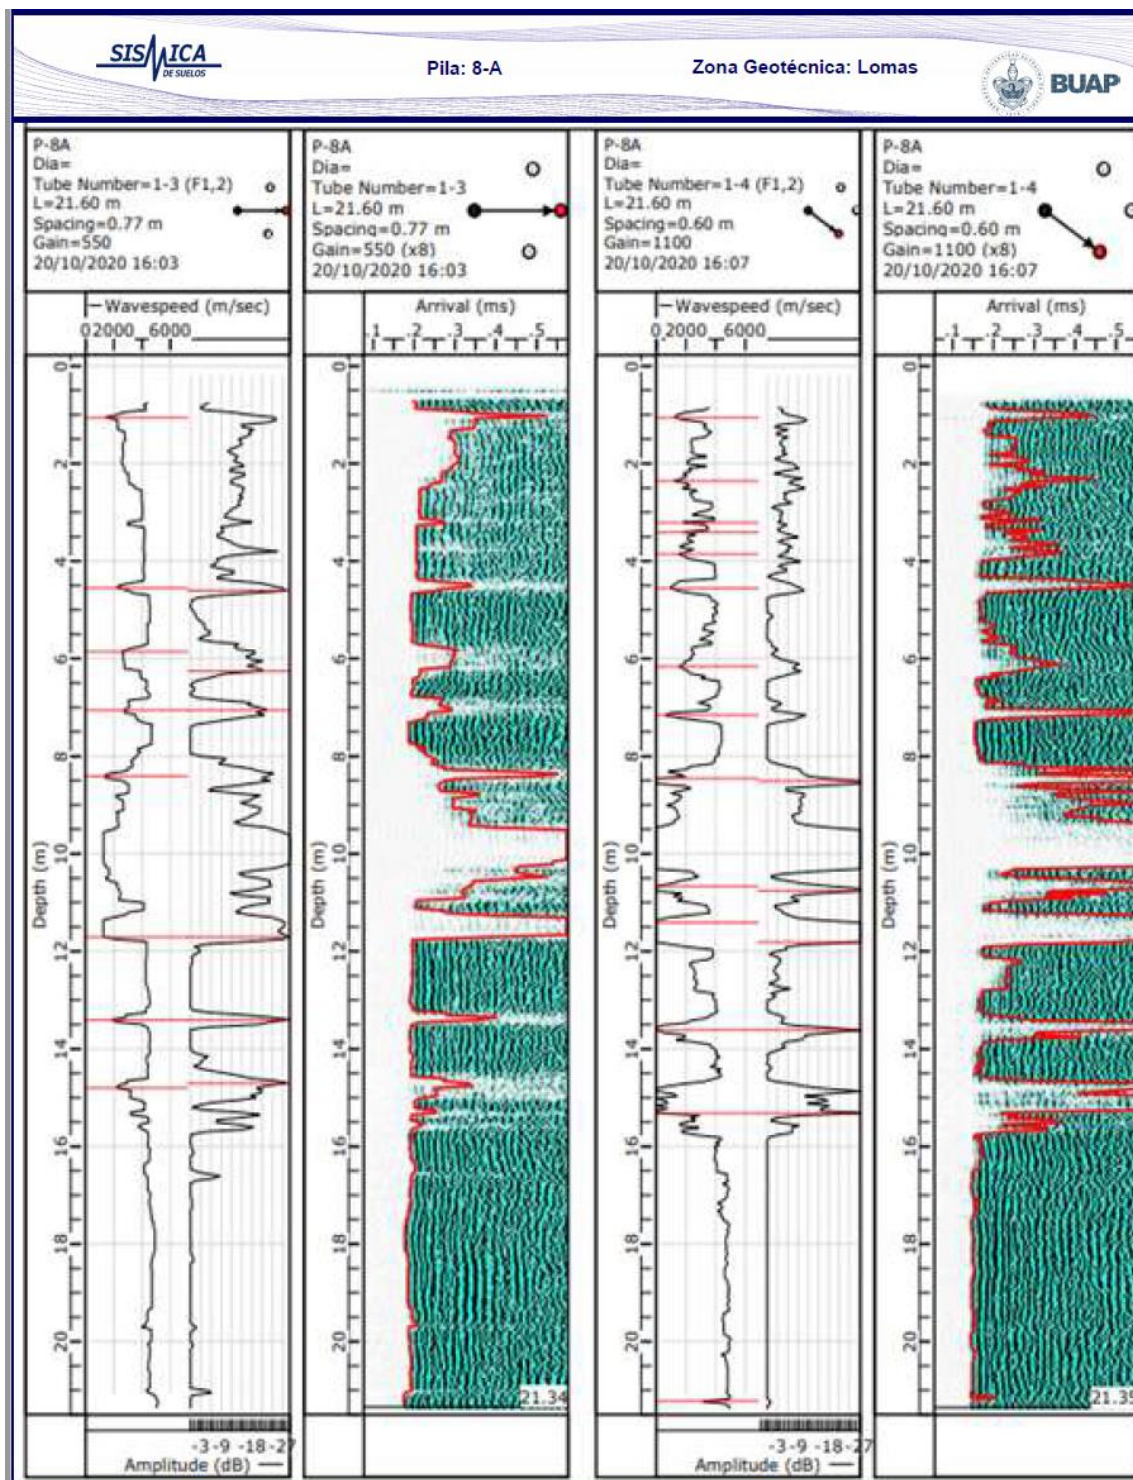 SISMICA
DE SUELOS
Pila: 8-A
Zona Geotécnica: Lomas
BUAP
P-8A
Dia=
Tube Number=1-3 (F1,2)
L=21.60 m
Spacing=0.77 m
Gain=550
20/10/2020 16:03
P-8A
Dia=
Tube Number=1-3
L=21.60 m
Spacing=0.77 m
Gain=550 (x8)
20/10/2020 16:03
P-8A
Dia=
Tube Number=1-4 (F1,2)
L=21.60 m
Spacing=0.60 m
Gain=1100
20/10/2020 16:07
P-8A
Dia=
Tube Number=1-4
L=21.60 m
Spacing=0.60 m
Gain=1100 (x8)
20/10/2020 16:07
Wavespeed (m/sec)
0 2000 6000
Arrival (ms)
.1 .2 .3 .4 .5
Wavespeed (m/sec)
0 2000 6000
Arrival (ms)
.1 .2 .3 .4 .5
Depth (m)
0
2
4
6
8
10
12
14
16
18
20
Depth (m)
0
2
4
6
8
10
12
14
16
18
20
21.34
Depth (m)
0
2
4
6
8
10
12
14
16
18
20
Depth (m)
0
2
4
6
8
10
12
14
16
18
20
-3-9 -18-27
Amplitude (dB)
-3-9 -18-27
Amplitude (dB)